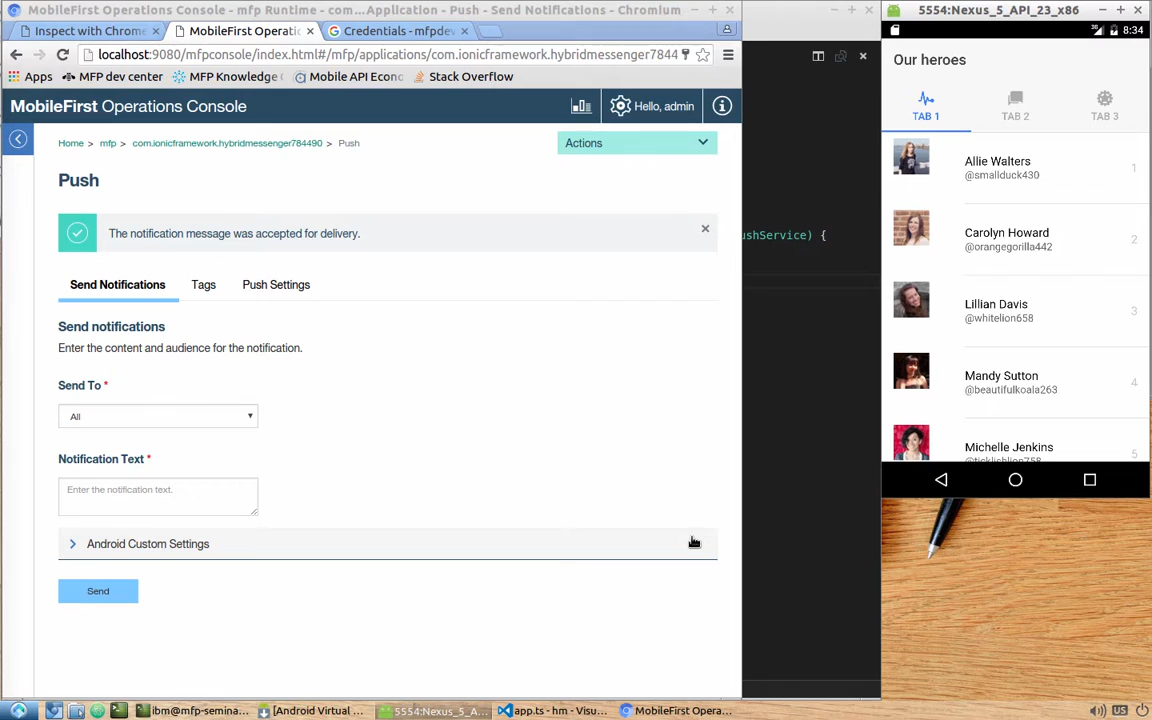 MobileFirst Operations Console - mfp Runtime - com...Application - Push - Send Notifications - Chromium
Inspect with Chrome
MobileFirst Operati
Credentials - mfpdev
localhost:9080/mfpconsole/index.html#/mfp/applications/com.ionicframework.hybridmessenger7844
Apps
MFP dev center
MFP Knowledge
Mobile API Econo
Stack Overflow
MobileFirst Operations Console
Hello, admin
Home > mfp > com.ionicframework.hybridmessenger784490 > Push
Actions
Push
The notification message was accepted for delivery.
Send Notifications
Tags
Push Settings
Send notifications
Enter the content and audience for the notification.
Send To *
All
Notification Text *
Enter the notification text.
Android Custom Settings
Send
ushService) {
5554:Nexus_5_API_23_x86
8:34
Our heroes
TAB 1
TAB 2
TAB 3
Allie Walters
@smallduck430
1
Carolyn Howard
@orangegorilla442
2
Lillian Davis
@whitelion658
3
Mandy Sutton
@beautifulkoala263
4
Michelle Jenkins
@ticklishlion758
5
ibm@mfp-semina...
[Android Virtual ...
5554:Nexus_5_A...
app.ts - hm - Visu...
MobileFirst Opera...
US